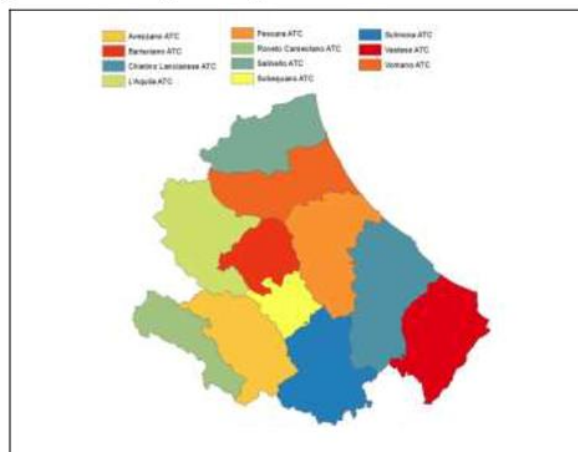 Avezzano ATC
Barisciano ATC
Chietino Lancianese ATC
L'Aquila ATC
Pescara ATC
Roveto Carseolano ATC
Salinello ATC
Subequano ATC
Sulmona ATC
Vastese ATC
Vomano ATC